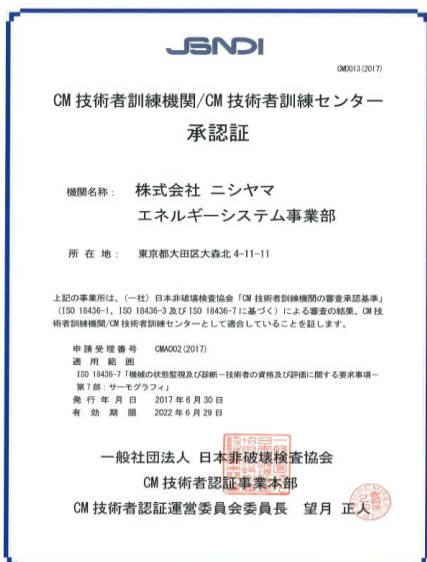 JSNDI
CMO013(2017)
CM 技術者訓練機関/CM 技術者訓練センター
承認証
機関名称： 株式会社 ニシヤマ
エネルギーシステム事業部
所 在 地： 東京都大田区大森北 4-11-11
上記の事業所は、(一社) 日本非破壊検査協会「CM 技術者訓練機関の審査承認基準」
(ISO 18436-1、ISO 18436-3 及び ISO 18436-7 に基づく) による審査の結果、CM 技
術者訓練機関/CM 技術者訓練センターとして適合していることを証します。
申請受理番号 CMA002(2017)
適 用 範 囲
ISO 18436-7「機械の状態監視及び診断－技術者の資格及び評価に関する要求事項－
第7部：サーモグラフィ」
発 行 年 月 日 2017 年 6 月 30 日
有 効 期 限 2022 年 6 月 29 日
一般社団法人 日本非破壊検査協会
CM 技術者認証事業本部
CM 技術者認証運営委員会委員長 望月 正人